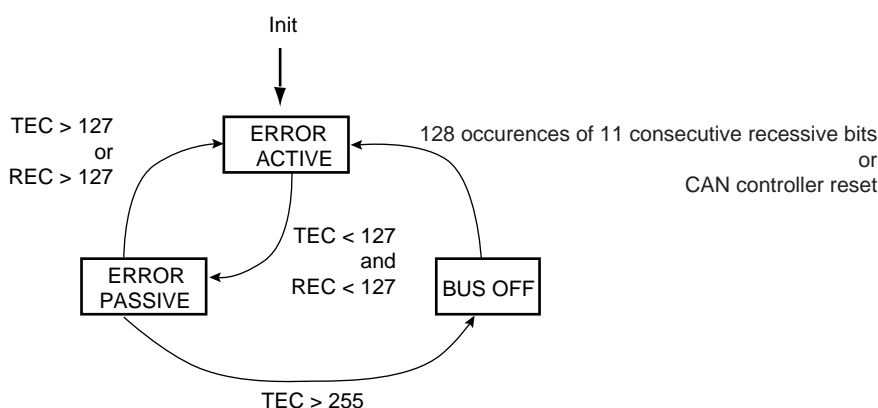 Init
TEC > 127
or
REC > 127
ERROR
ACTIVE
128 occurences of 11 consecutive recessive bits
or
CAN controller reset
TEC < 127
and
REC < 127
ERROR
PASSIVE
BUS OFF
TEC > 255